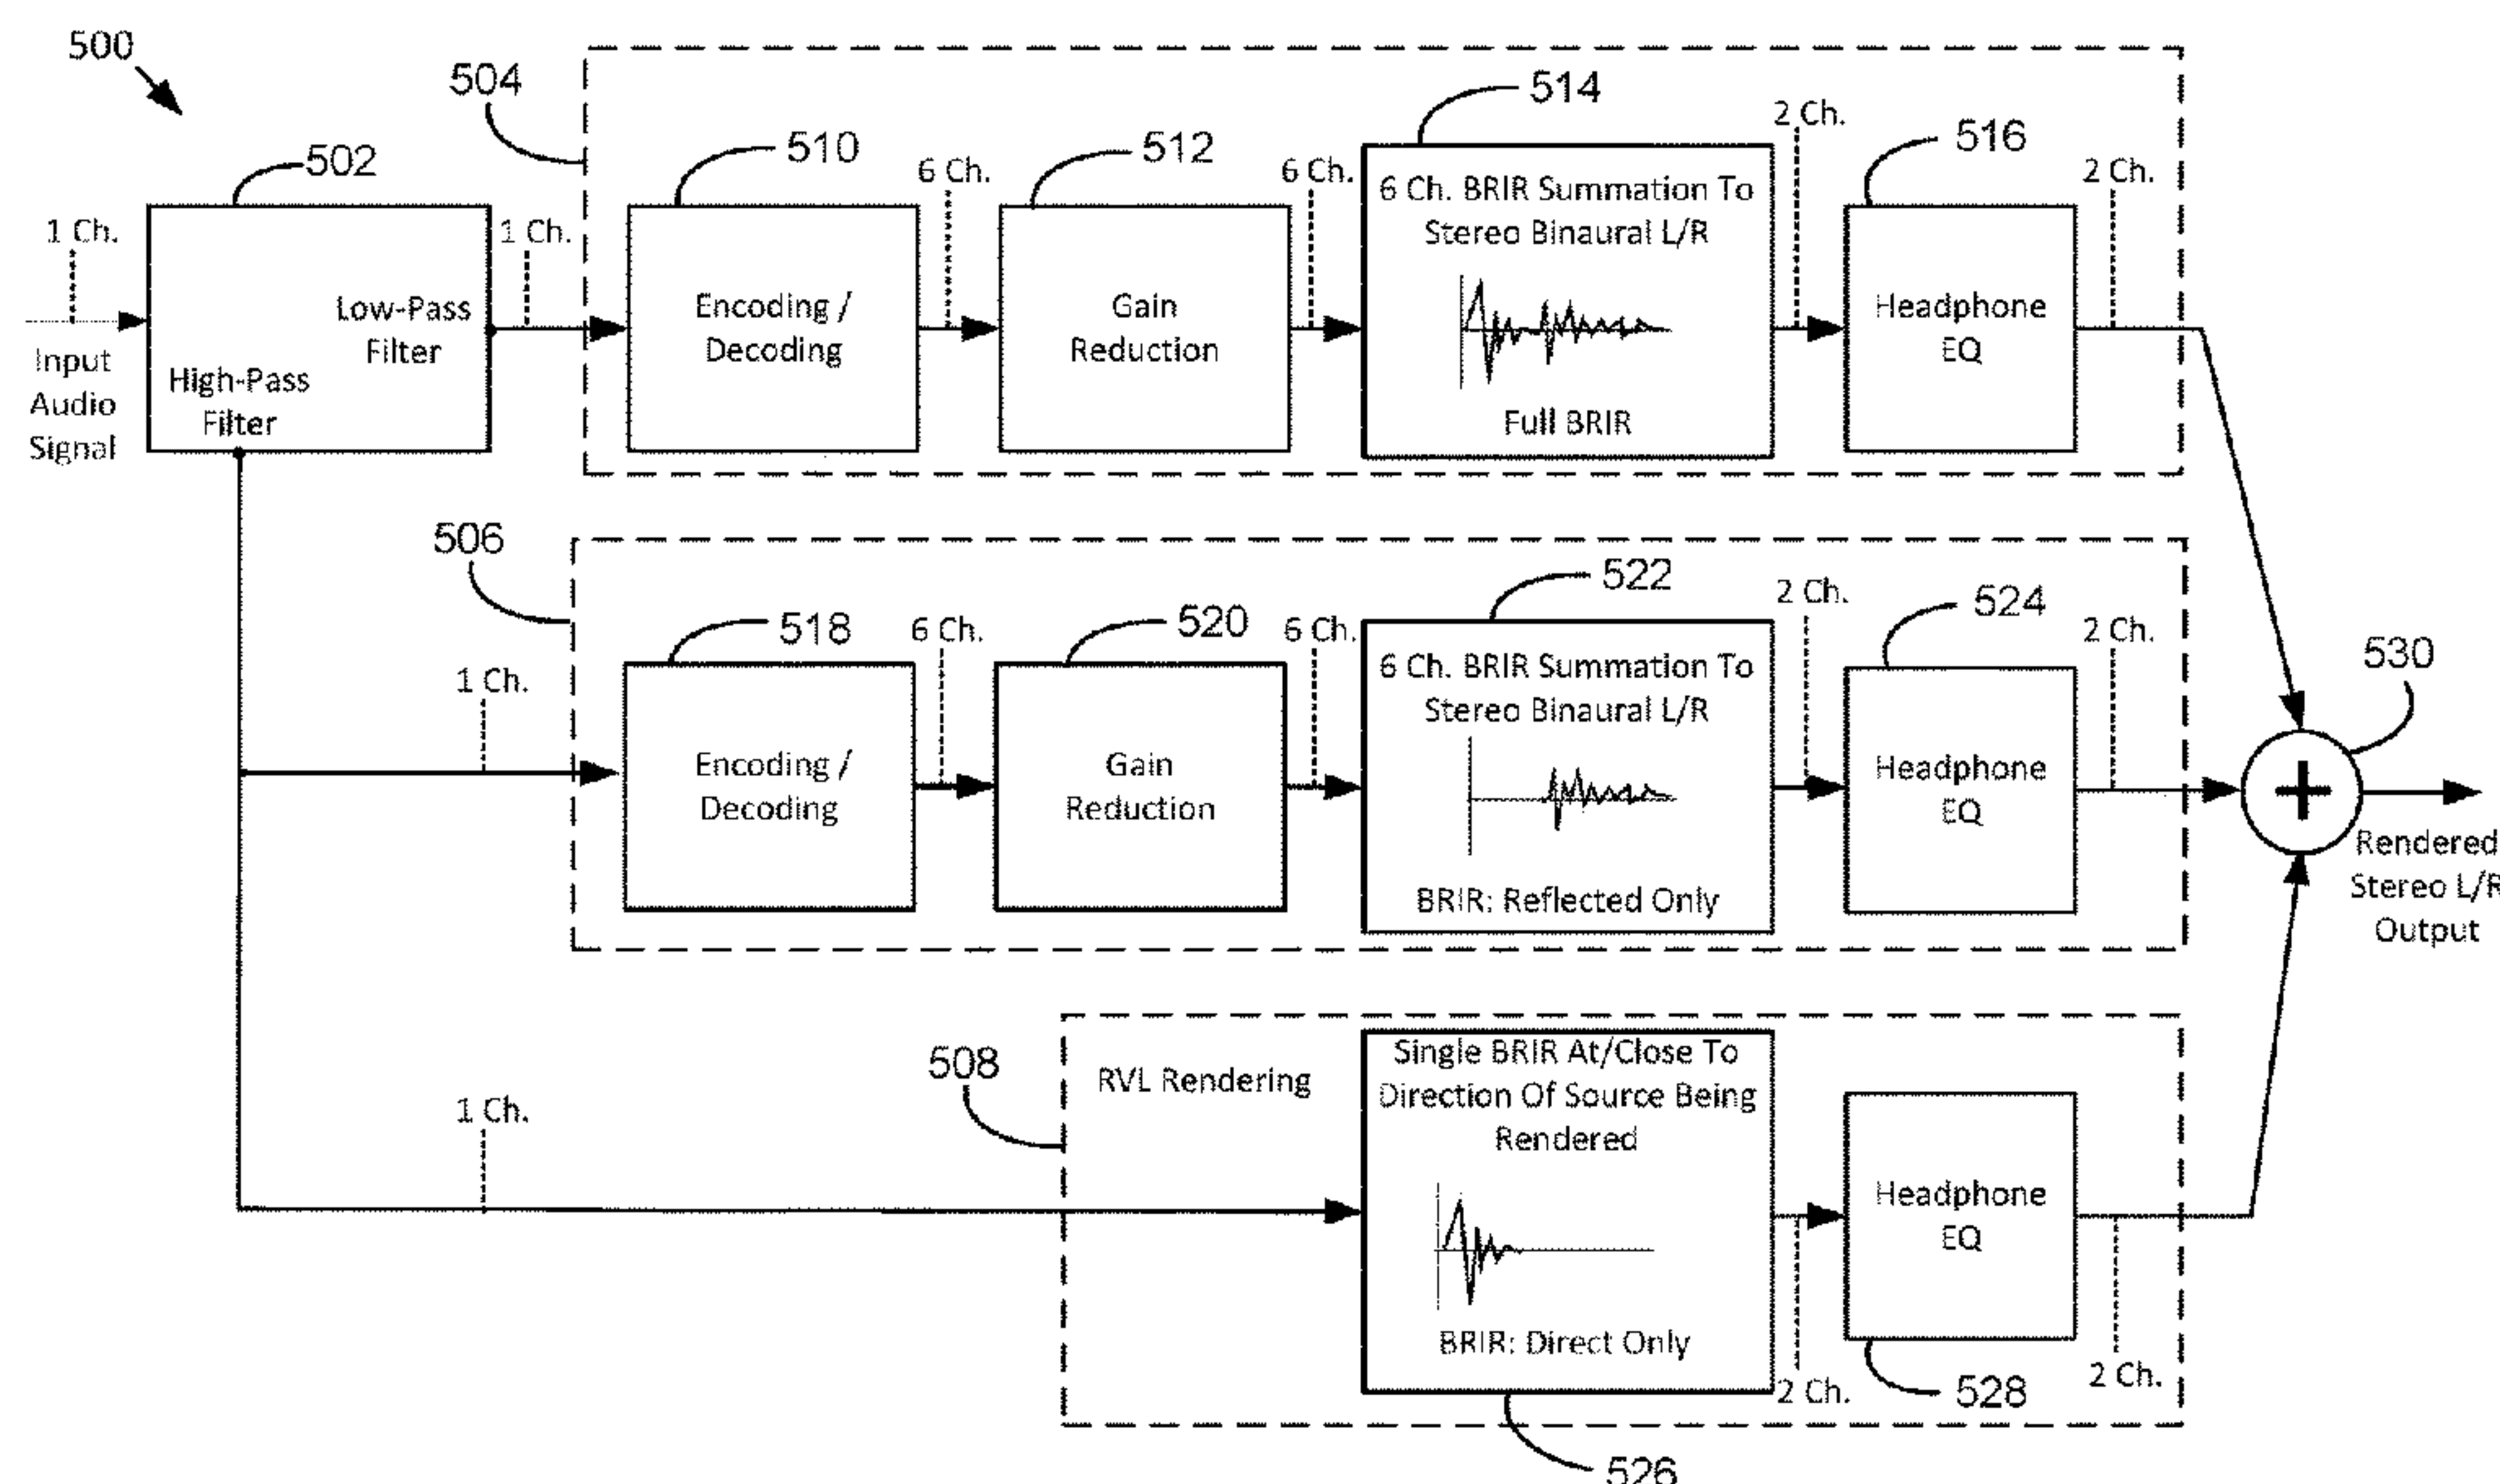 500
502
1 Ch.
Input
Audio
Signal
Low-Pass
Filter
High-Pass
Filter
1 Ch.
504
510
Encoding /
Decoding
6 Ch.
512
Gain
Reduction
6 Ch.
514
6 Ch. BRIR Summation To
Stereo Binaural L/R
Full BRIR
2 Ch.
516
Headphone
EQ
2 Ch.
506
1 Ch.
518
Encoding /
Decoding
6 Ch.
520
Gain
Reduction
6 Ch.
522
6 Ch. BRIR Summation To
Stereo Binaural L/R
BRIR: Reflected Only
2 Ch.
524
Headphone
EQ
2 Ch.
530
+
Rendered
Stereo L/R
Output
508
1 Ch.
RVL Rendering
Single BRIR At/Close To
Direction Of Source Being
Rendered
BRIR: Direct Only
526
2 Ch.
Headphone
EQ
528
2 Ch.